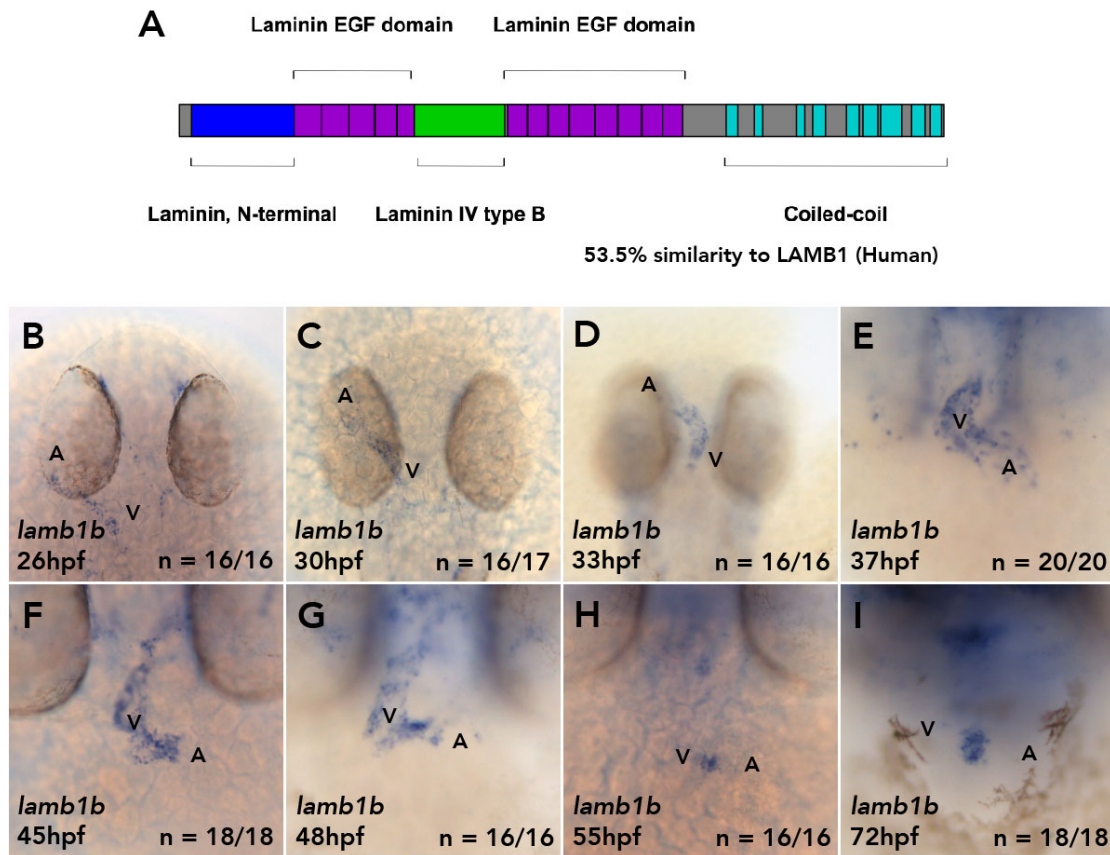 A
Laminin EGF domain Laminin EGF domain
Laminin, N-terminal Laminin IV type B Coiled-coil
53.5% similarity to LAMB1 (Human)
B
A
V
lamb1b
26hpf n = 16/16
C
A
V
lamb1b
30hpf n = 16/17
D
A
V
lamb1b
33hpf n = 16/16
E
V
A
lamb1b
37hpf n = 20/20
F
V
A
lamb1b
45hpf n = 18/18
G
V
A
lamb1b
48hpf n = 16/16
H
V A
lamb1b
55hpf n = 16/16
I
V
A
lamb1b
72hpf n = 18/18